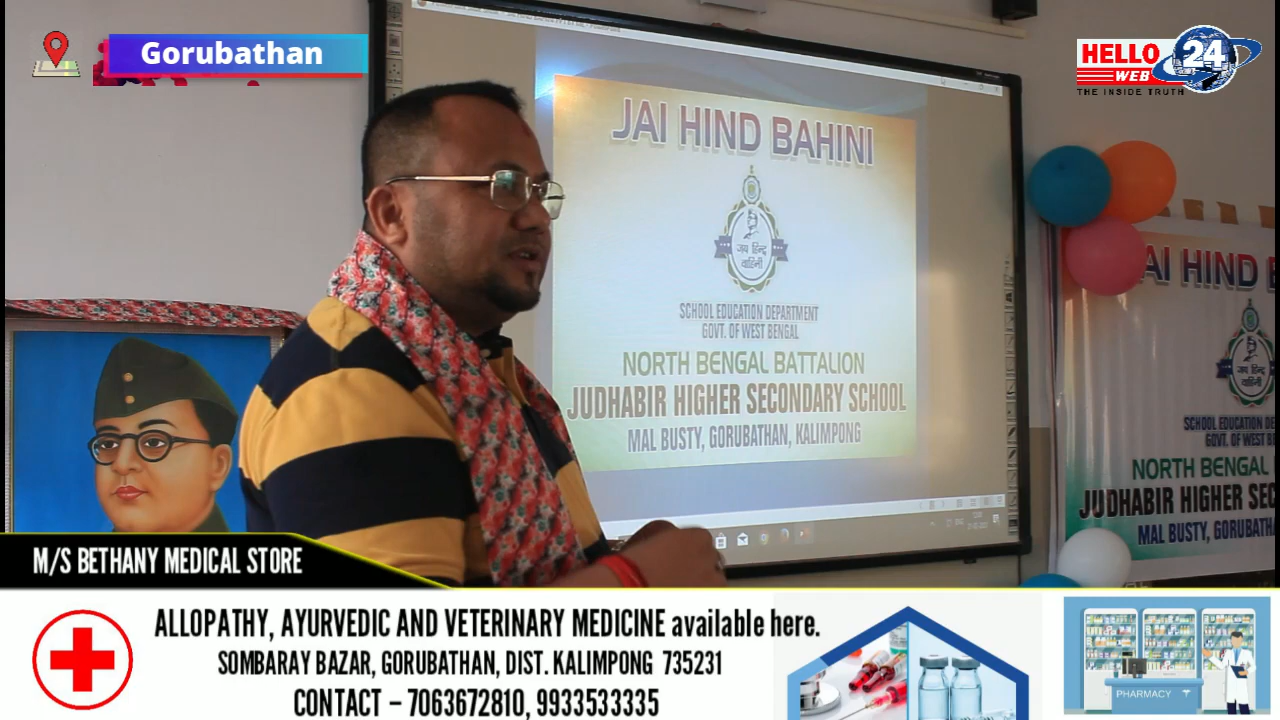 Gorubathan
HELLO
WEB
24
THE INSIDE TRUTH
JAI HIND BAHINI
जय हिन्द
वाहिनी
SCHOOL EDUCATION DEPARTMENT
GOVT. OF WEST BENGAL
NORTH BENGAL BATTALION
JUDHABIR HIGHER SECONDARY SCHOOL
MAL BUSTY, GORUBATHAN, KALIMPONG
AI HIND B
जय हिन्द
वाहिनी
SCHOOL EDUCATION DE
GOVT. OF WEST B
NORTH BENGAL
JUDHABIR HIGHER SEC
MAL BUSTY, GORUBATHA
M/S BETHANY MEDICAL STORE
ALLOPATHY, AYURVEDIC AND VETERINARY MEDICINE available here.
SOMBARAY BAZAR, GORUBATHAN, DIST. KALIMPONG 735231
CONTACT – 7063672810, 9933533335
PHARMACY